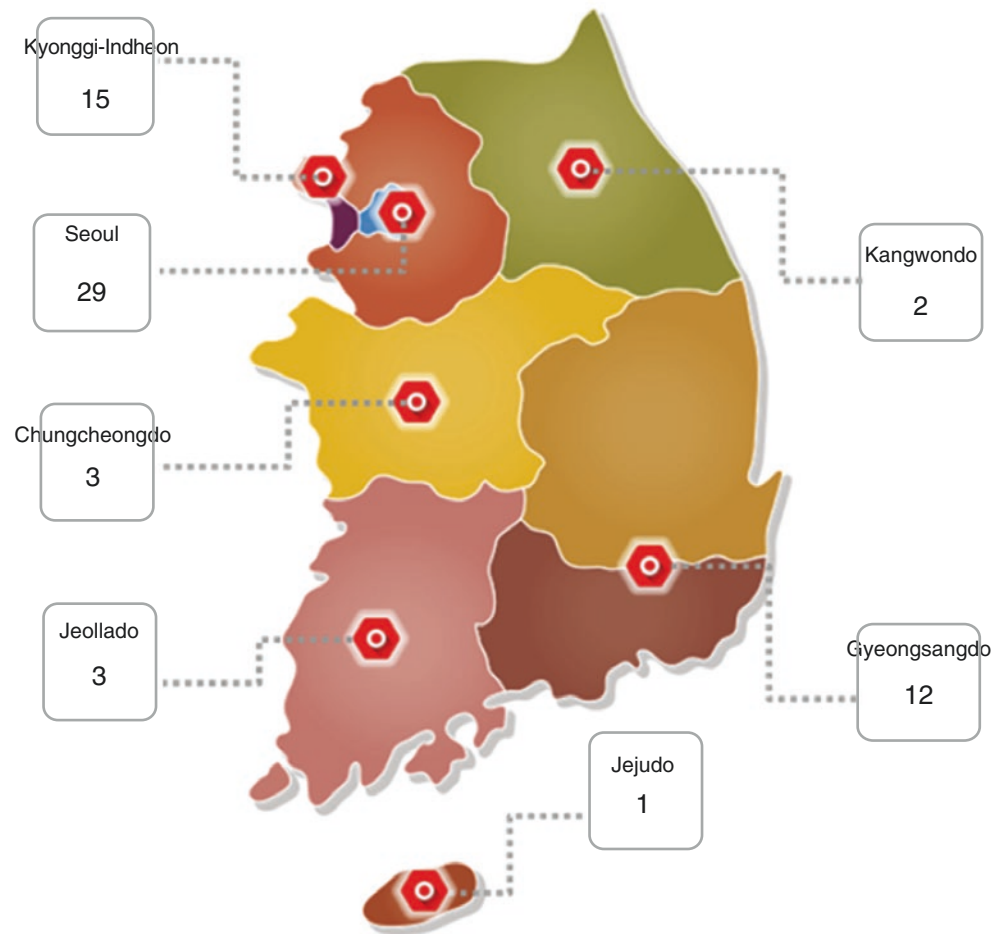 Kyonggi-Indheon
15
Seoul
29
Kangwondo
2
Chungcheongdo
3
Jeollado
3
Gyeongsangdo
12
Jejudo
1